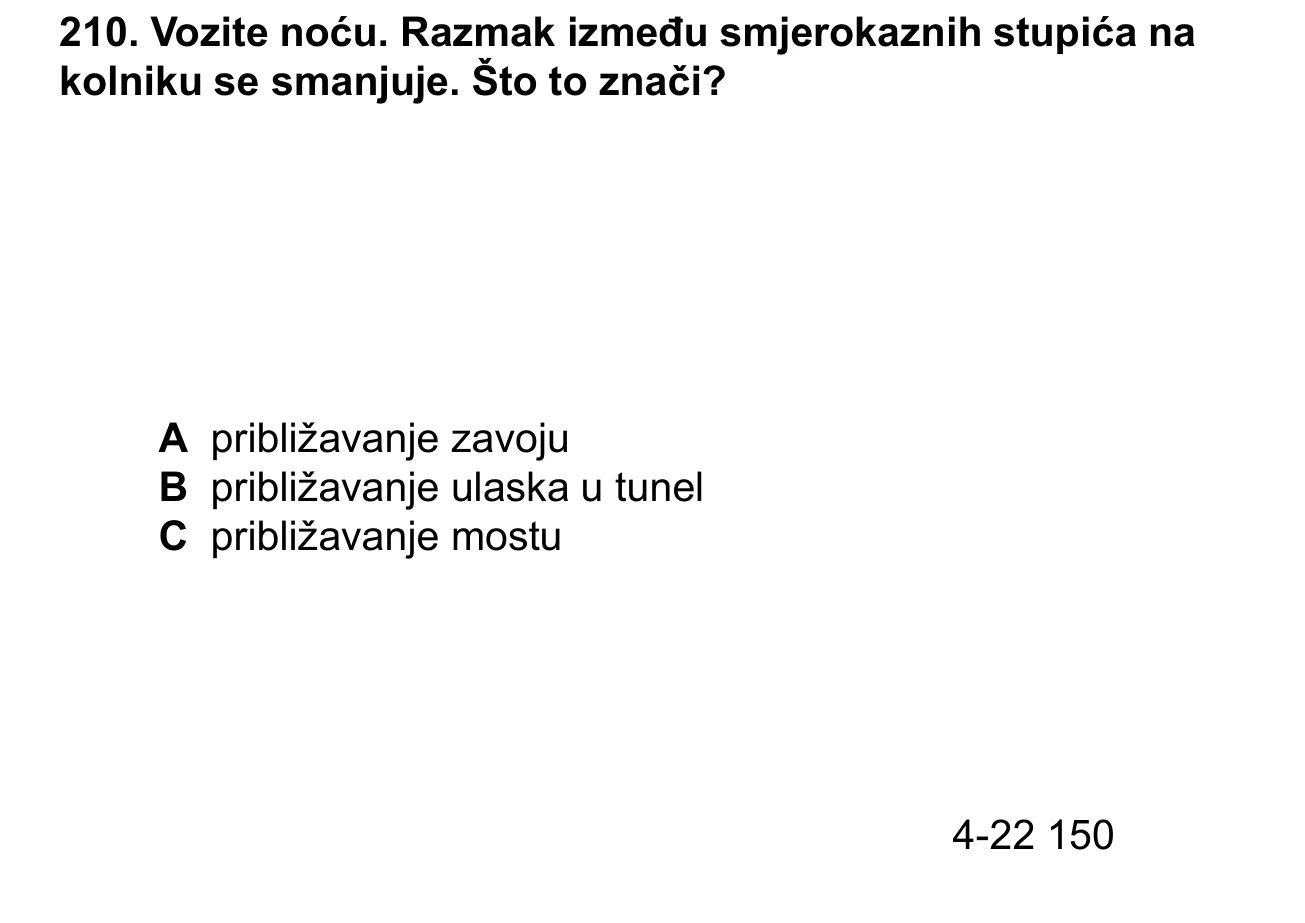 210. Vozite noću. Razmak između smjerokaznih stupića na
kolniku se smanjuje. Što to znači?
A približavanje zavoju
B približavanje ulaska u tunel
C približavanje mostu
4-22 150